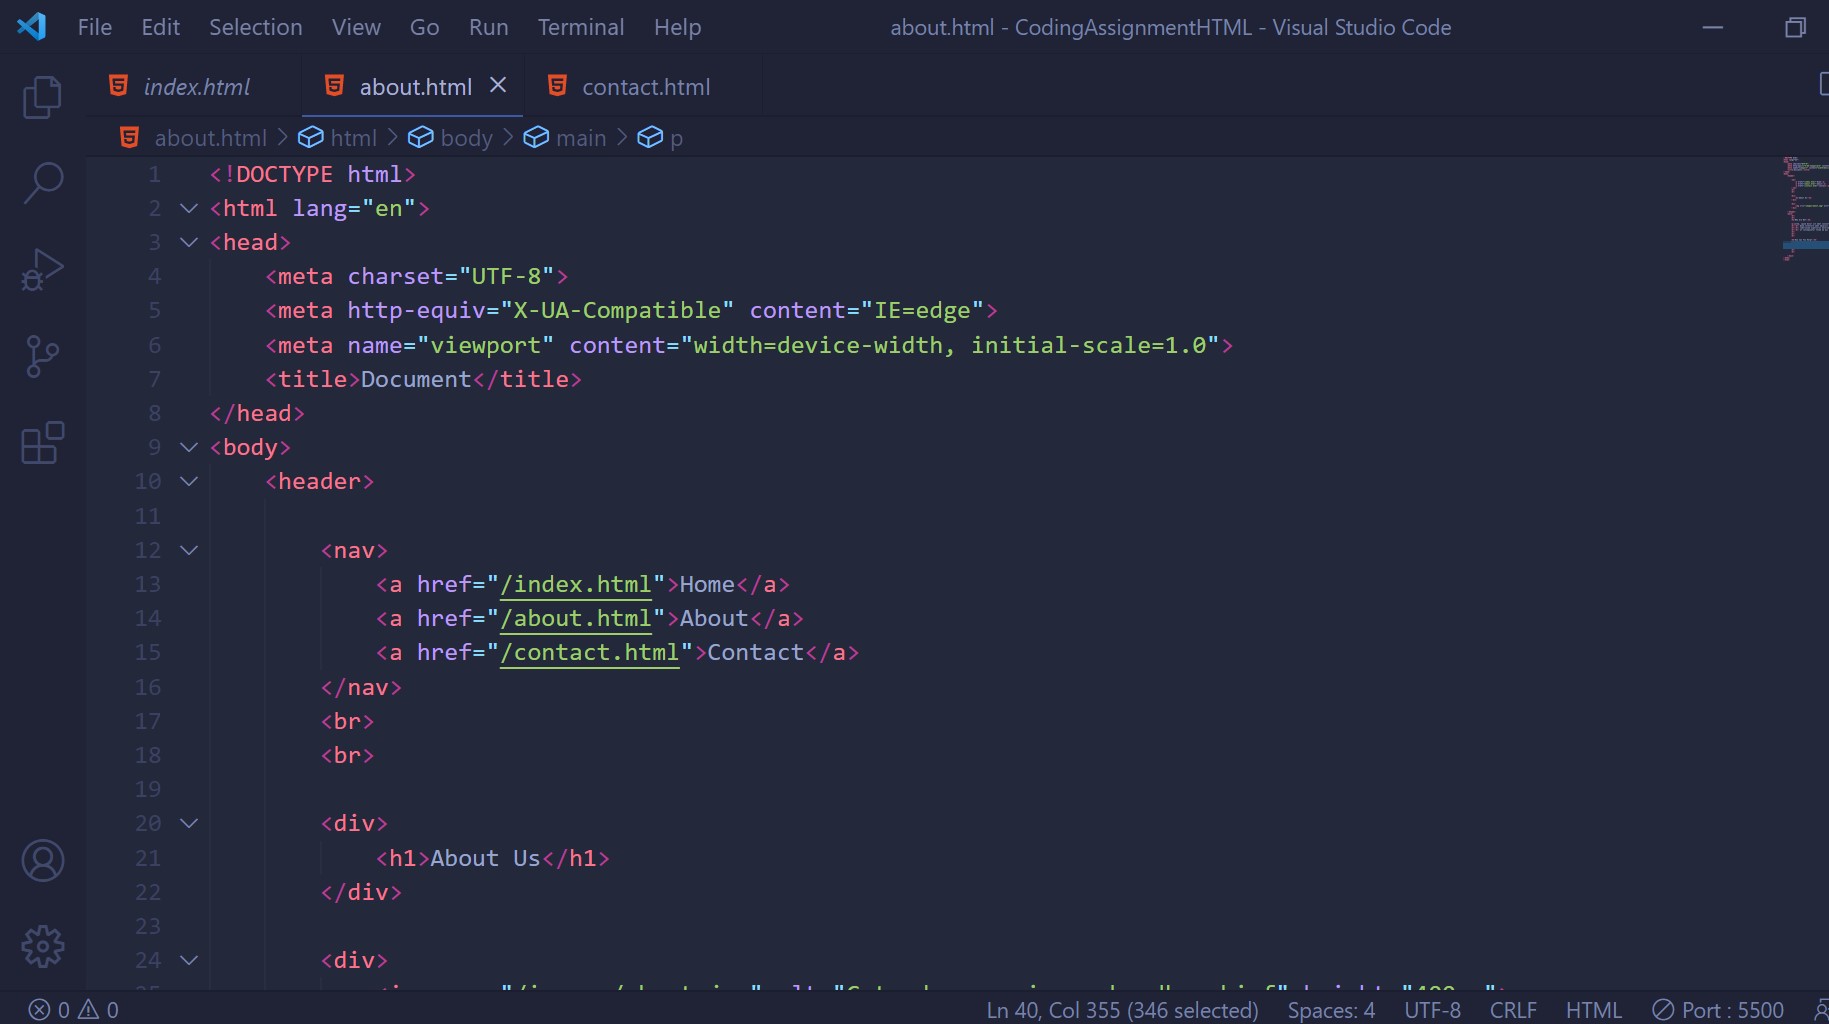 File Edit Selection View Go Run Terminal Help about.html - CodingAssignmentHTML - Visual Studio Code
index.html about.html contact.html
about.html > html > body > main > p
1 <!DOCTYPE html>
2 <html lang="en">
3 <head>
4 <meta charset="UTF-8">
5 <meta http-equiv="X-UA-Compatible" content="IE=edge">
6 <meta name="viewport" content="width=device-width, initial-scale=1.0">
7 <title>Document</title>
8 </head>
9 <body>
10 <header>
11
12 <nav>
13 <a href="/index.html">Home</a>
14 <a href="/about.html">About</a>
15 <a href="/contact.html">Contact</a>
16 </nav>
17 <br>
18 <br>
19
20 <div>
21 <h1>About Us</h1>
22 </div>
23
24 <div>
0 0 Ln 40, Col 355 (346 selected) Spaces: 4 UTF-8 CRLF HTML Port : 5500